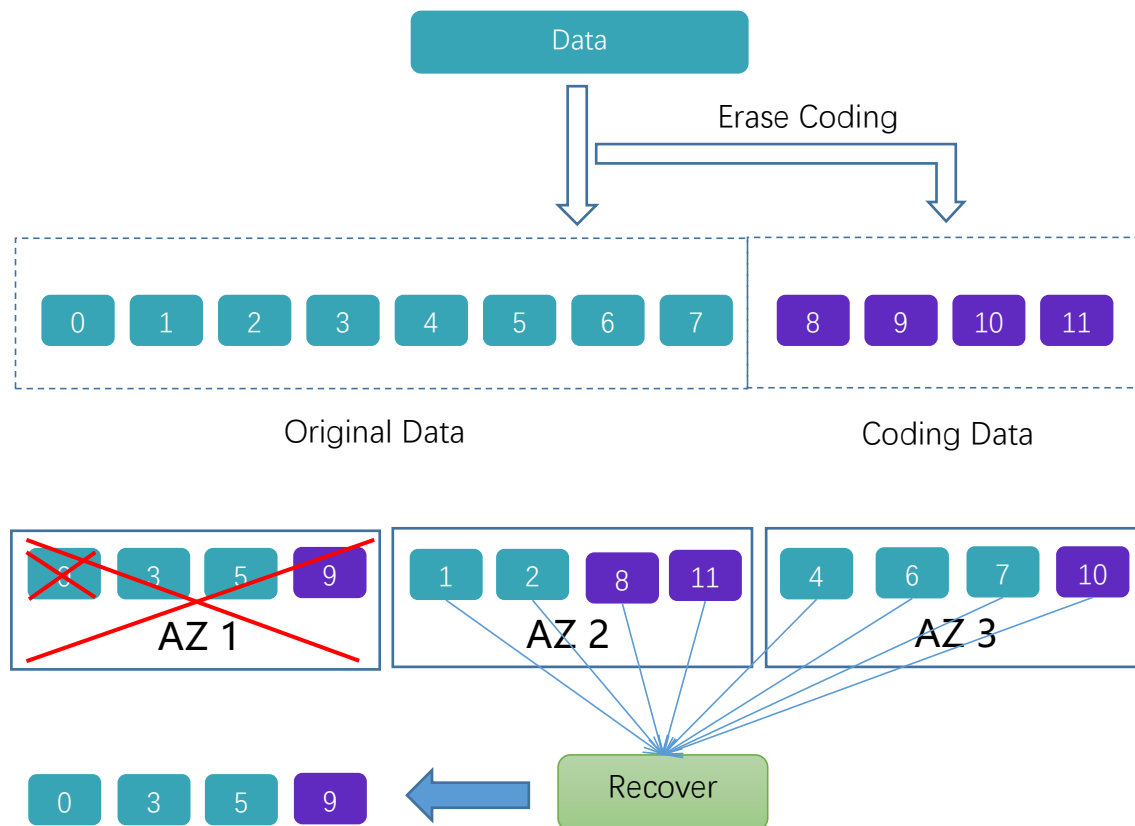 Data
Erase Coding
0 1 2 3 4 5 6 7 8 9 10 11
Original Data
Coding Data
0 3 5 9 1 2 8 11 4 6 7 10
AZ 1 AZ 2 AZ 3
Recover
0 3 5 9